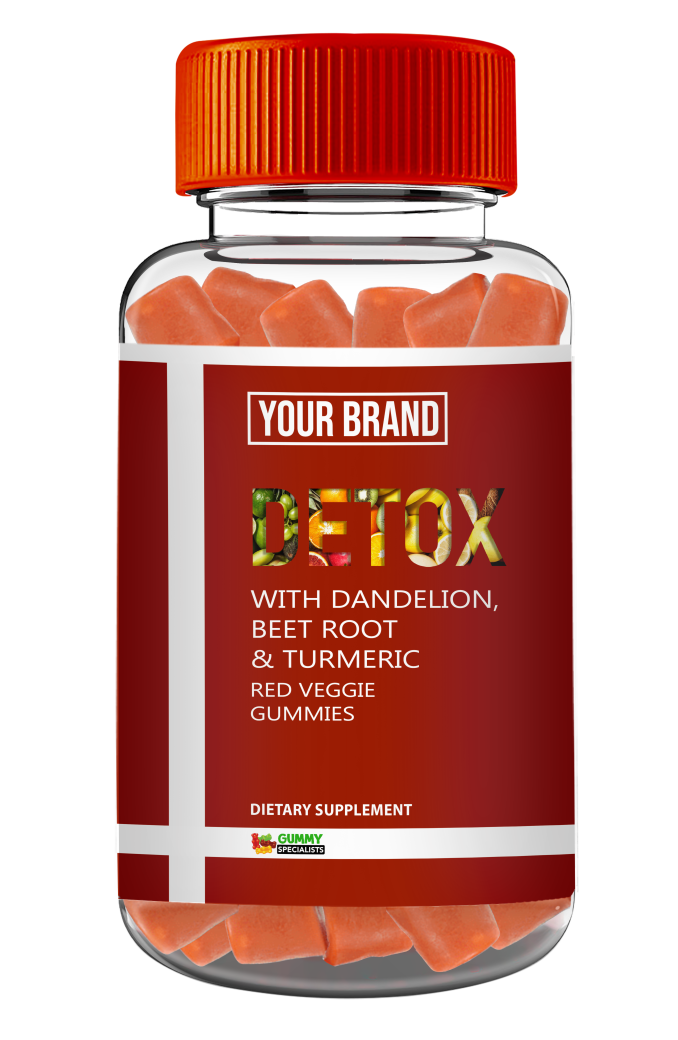 YOUR BRAND
DETOX
WITH DANDELION,
BEET ROOT
& TURMERIC
RED VEGGIE
GUMMIES
DIETARY SUPPLEMENT
GUMMY
SPECIALISTS